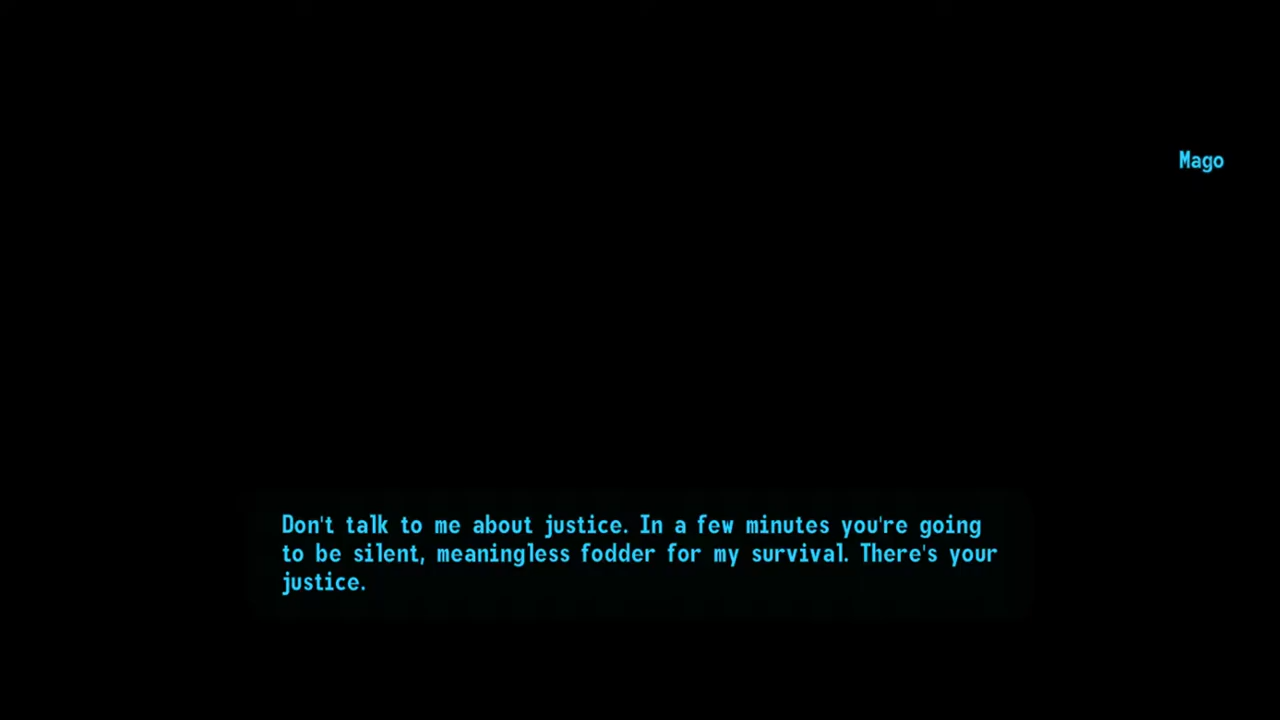 Mago
Don't talk to me about justice. In a few minutes you're going
to be silent, meaningless fodder for my survival. There's your
justice.